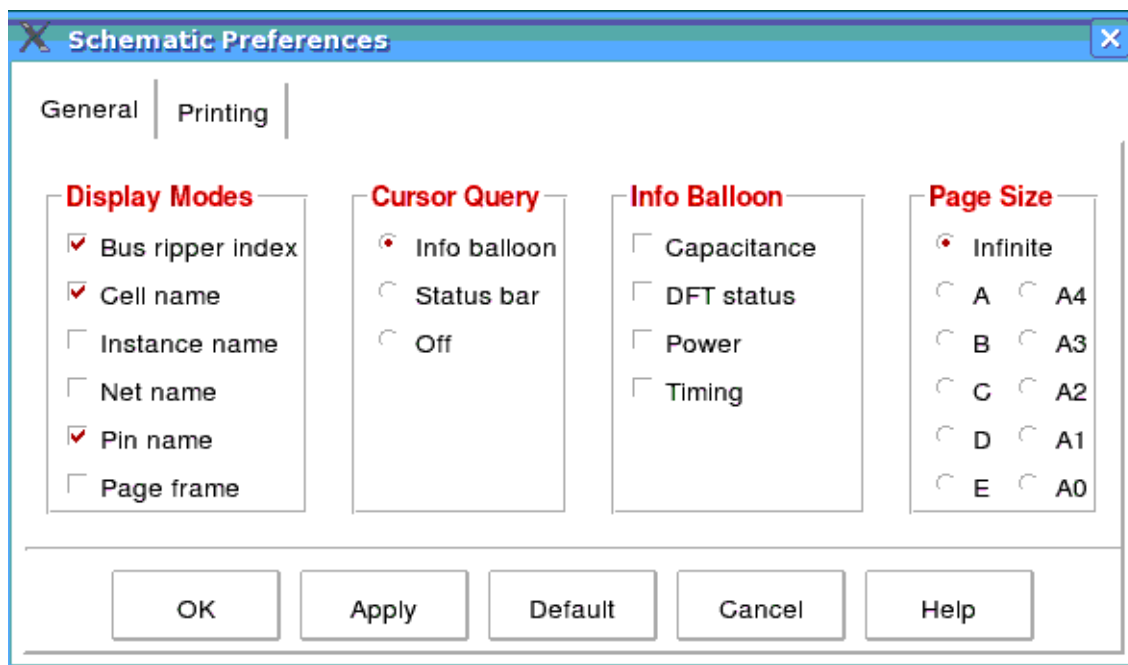 Schematic Preferences
General
Printing
Display Modes
Bus ripper index
Cell name
Instance name
Net name
Pin name
Page frame
Cursor Query
Info balloon
Status bar
Off
Info Balloon
Capacitance
DFT status
Power
Timing
Page Size
Infinite
A A4
B A3
C A2
D A1
E A0
OK Apply Default Cancel Help